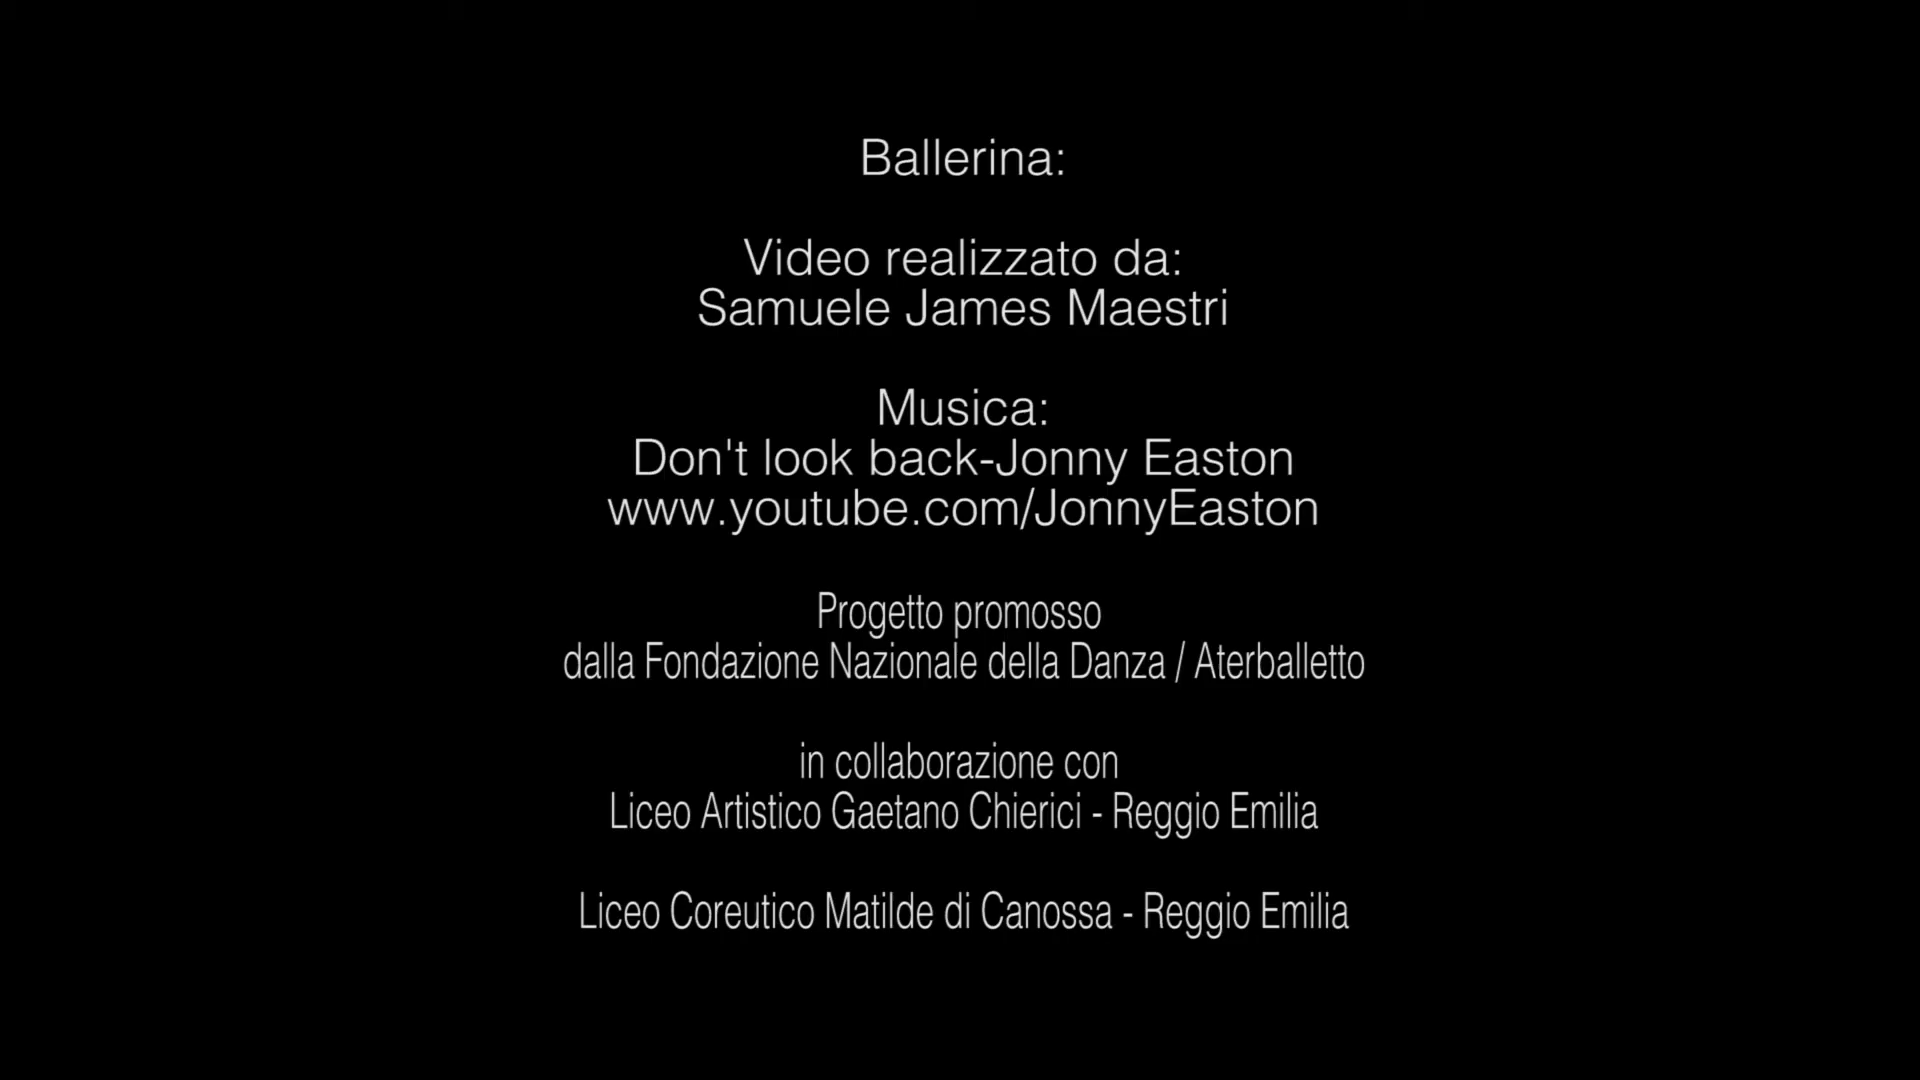 Ballerina:
Video realizzato da:
Samuele James Maestri
Musica:
Don't look back-Jonny Easton
www.youtube.com/JonnyEaston
Progetto promosso
dalla Fondazione Nazionale della Danza / Aterballetto
in collaborazione con
Liceo Artistico Gaetano Chierici - Reggio Emilia
Liceo Coreutico Matilde di Canossa - Reggio Emilia